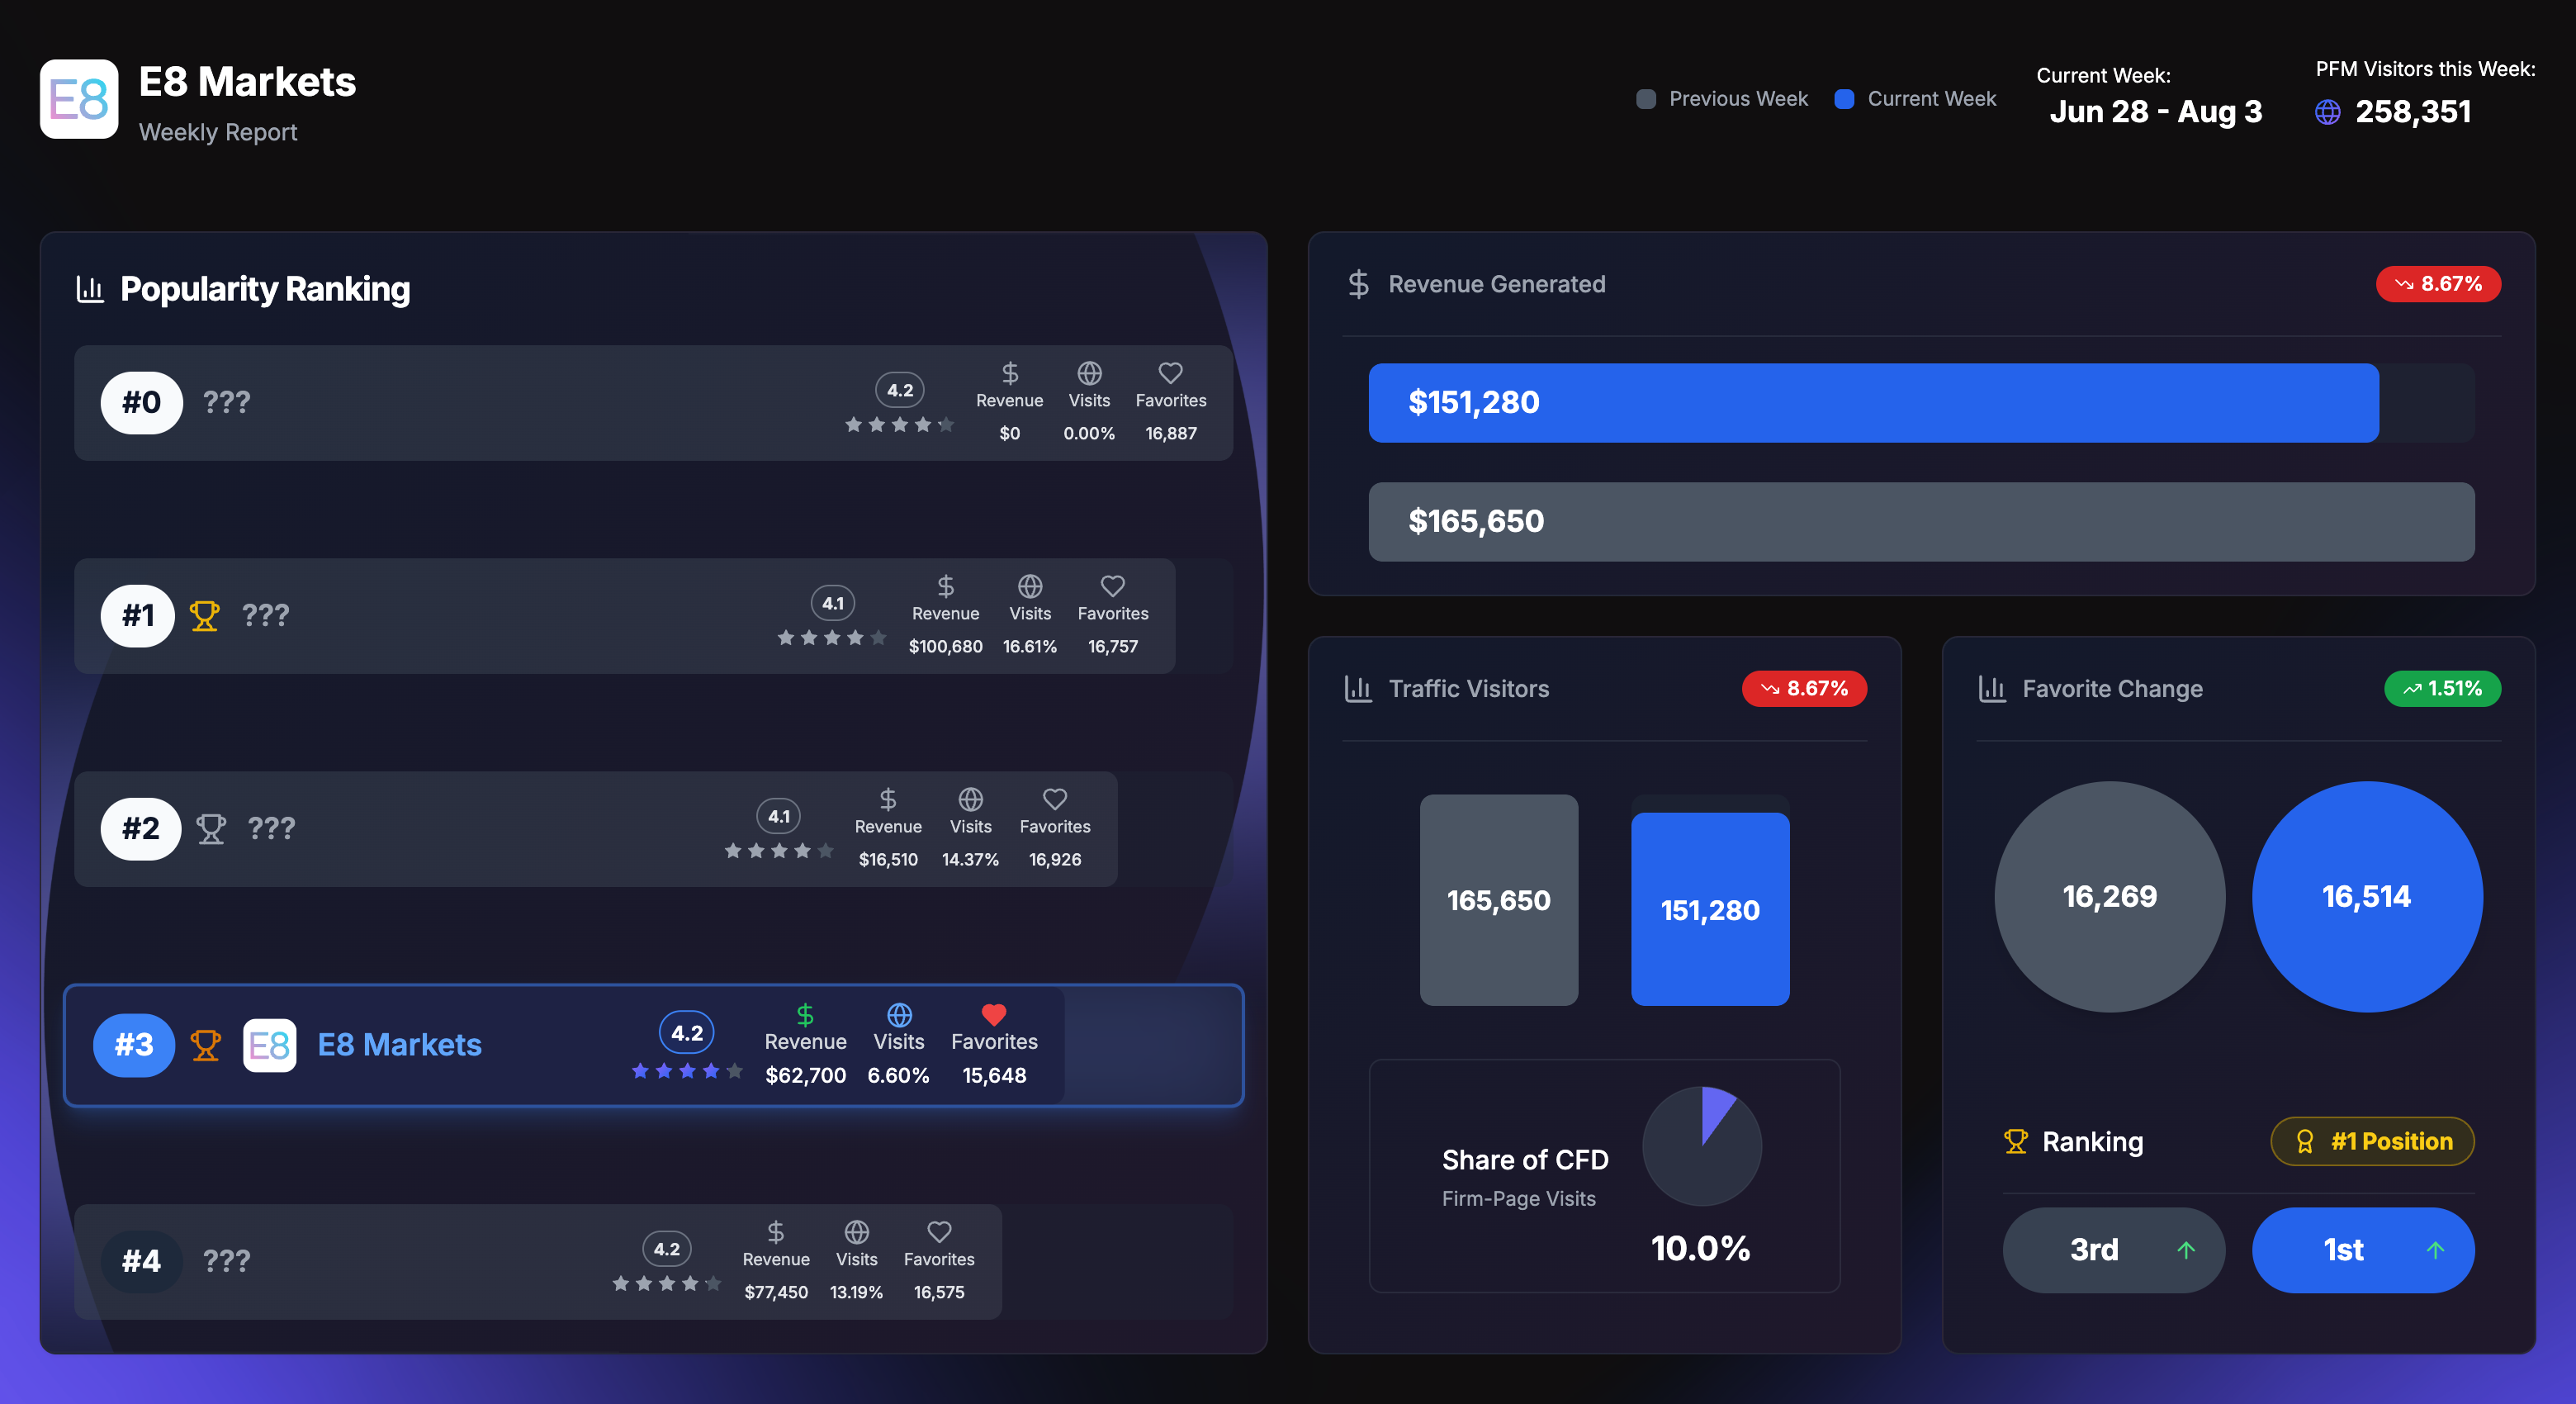 E8
E8 Markets
Weekly Report
Previous Week
Current Week
Current Week:
Jun 28 - Aug 3
PFM Visitors this Week:
258,351
Popularity Ranking
#0 ???
4.2
Revenue Visits Favorites
$0 0.00% 16,887
#1 ???
4.1
Revenue Visits Favorites
$100,680 16.61% 16,757
#2 ???
4.1
Revenue Visits Favorites
$16,510 14.37% 16,926
#3 E8 E8 Markets
4.2
Revenue Visits Favorites
$62,700 6.60% 15,648
#4 ???
4.2
Revenue Visits Favorites
$77,450 13.19% 16,575
Revenue Generated
8.67%
$151,280
$165,650
Traffic Visitors
8.67%
165,650
151,280
Share of CFD
Firm-Page Visits
10.0%
Favorite Change
1.51%
16,269
16,514
Ranking
#1 Position
3rd
1st